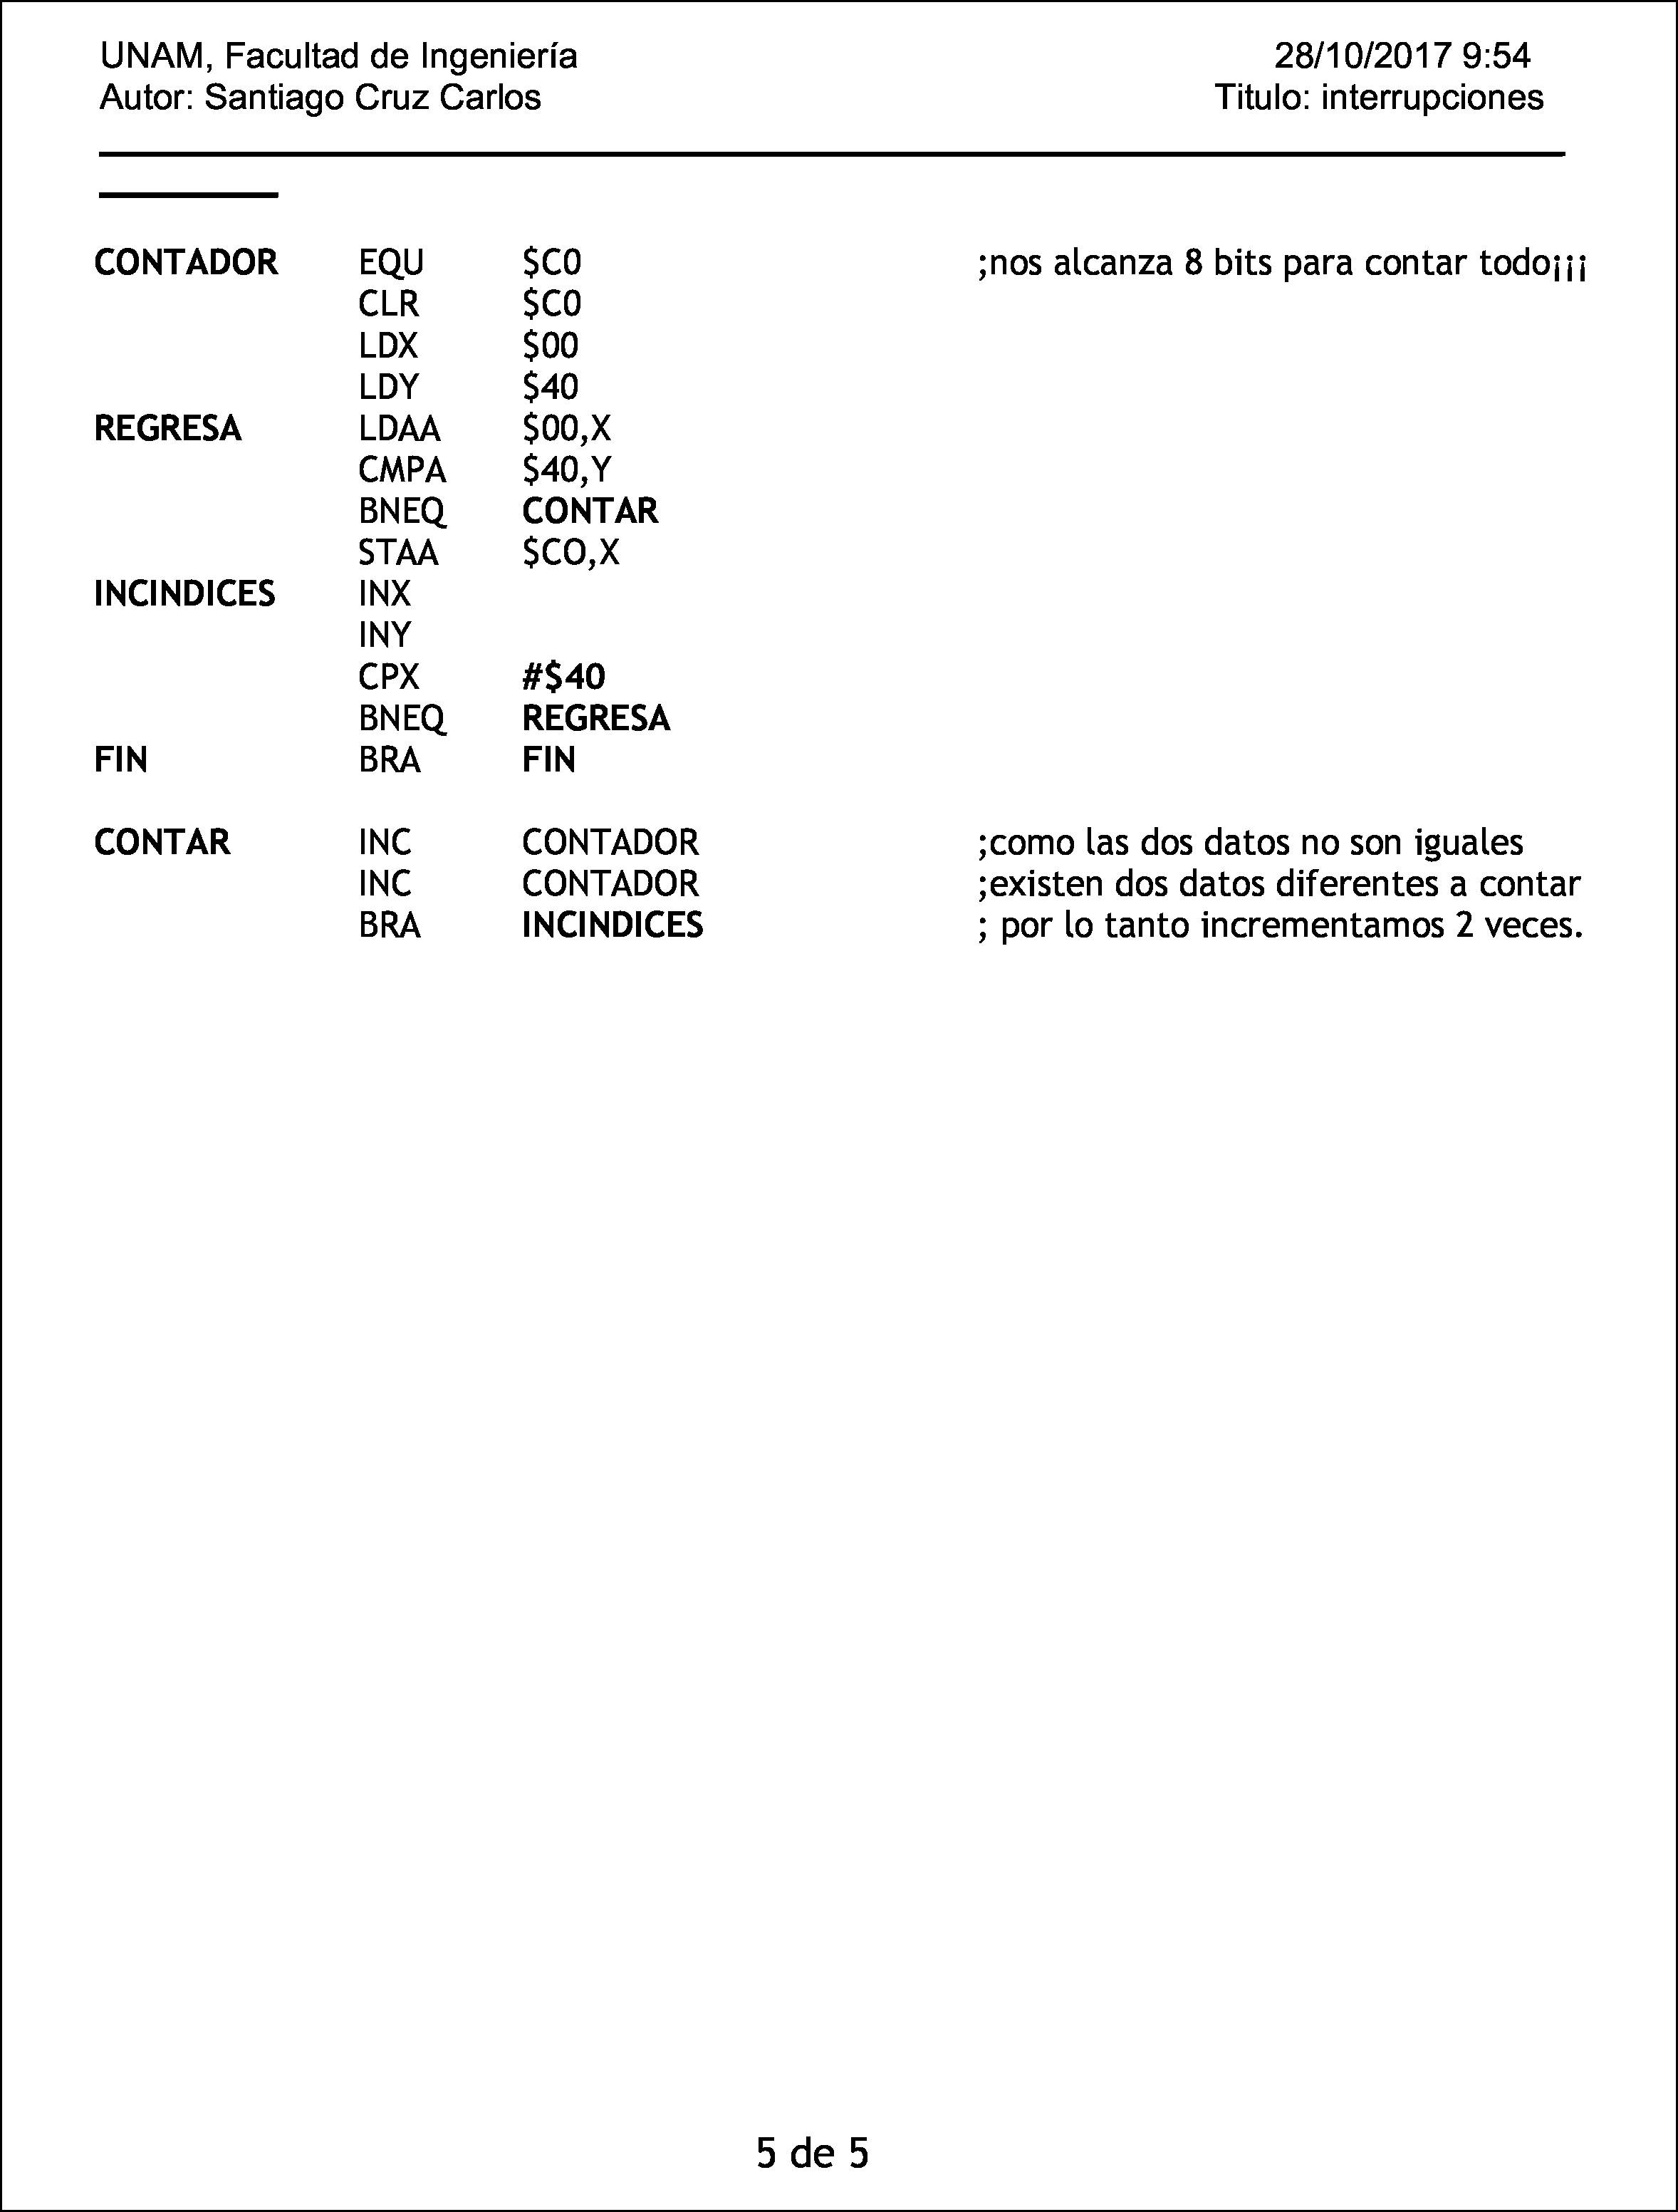 UNAM, Facultad de Ingeniería 28/10/2017 9:54
Autor: Santiago Cruz Carlos Titulo: interrupciones
CONTADOR EQU $C0 ;nos alcanza 8 bits para contar todo¡¡¡
CLR $C0
LDX $00
LDY $40
REGRESA LDAA $00,X
CMPA $40,Y
BNEQ CONTAR
STAA $CO,X
INCINDICES INX
INY
CPX #$40
BNEQ REGRESA
FIN BRA FIN
CONTAR INC CONTADOR ;como las dos datos no son iguales
INC CONTADOR ;existen dos datos diferentes a contar
BRA INCINDICES ; por lo tanto incrementamos 2 veces.
5 de 5